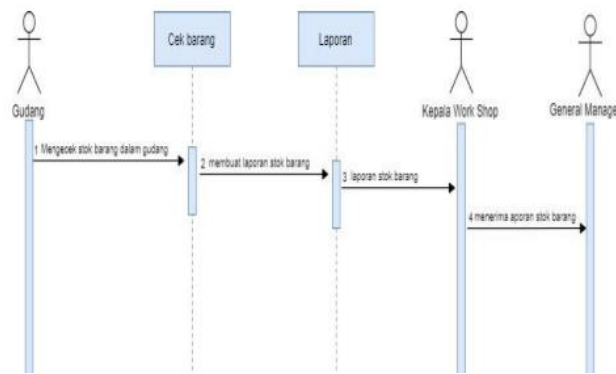 Cek barang
Laporan
Gudang
Kepala Work Shop
General Manage
1 Mengecek stok barang dalam gudang
2 membuat laporan stok barang
3 laporan stok barang
4 menerima aporan stok barang